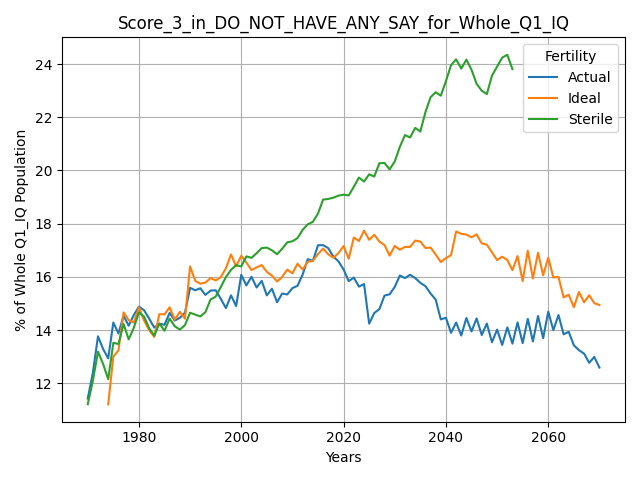 Score_3_in_DO_NOT_HAVE_ANY_SAY_for_Whole_Q1_IQ
% of Whole Q1_IQ Population
24
22
20
18
16
14
12
Fertility
Actual
Ideal
Sterile
1980 2000 2020 2040 2060
Years